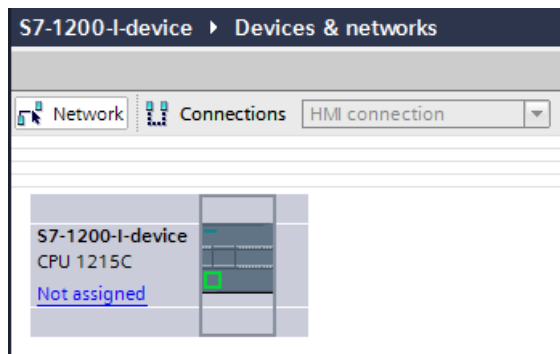 S7-1200-I-device ▸ Devices & networks
Network Connections HMI connection
S7-1200-I-device
CPU 1215C
Not assigned